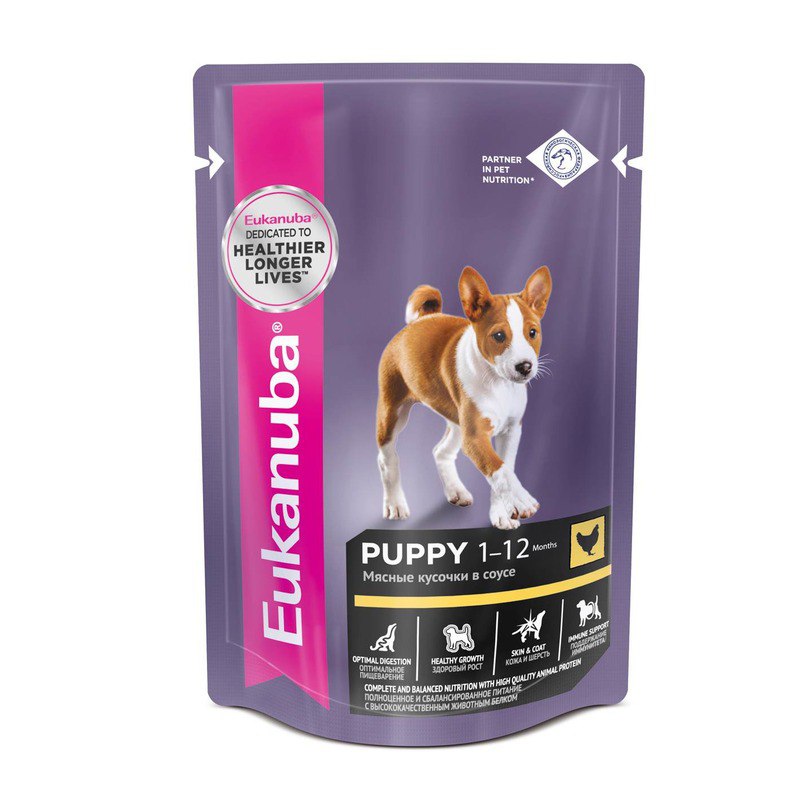 PARTNER
IN PET
NUTRITION*
Eukanuba®
DEDICATED TO
HEALTHIER
LONGER
LIVES™
Eukanuba®
PUPPY 1–12 Months
Мясные кусочки в соусе
OPTIMAL DIGESTION
ОПТИМАЛЬНОЕ
ПИЩЕВАРЕНИЕ
HEALTHY GROWTH
ЗДОРОВЫЙ РОСТ
SKIN & COAT
КОЖА И ШЕРСТЬ
IMMUNE SUPPORT
ПОДДЕРЖАНИЕ
ИММУНИТЕТА
COMPLETE AND BALANCED NUTRITION WITH HIGH QUALITY ANIMAL PROTEIN
ПОЛНОЦЕННОЕ И СБАЛАНСИРОВАННОЕ ПИТАНИЕ
С ВЫСОКОКАЧЕСТВЕННЫМ ЖИВОТНЫМ БЕЛКОМ